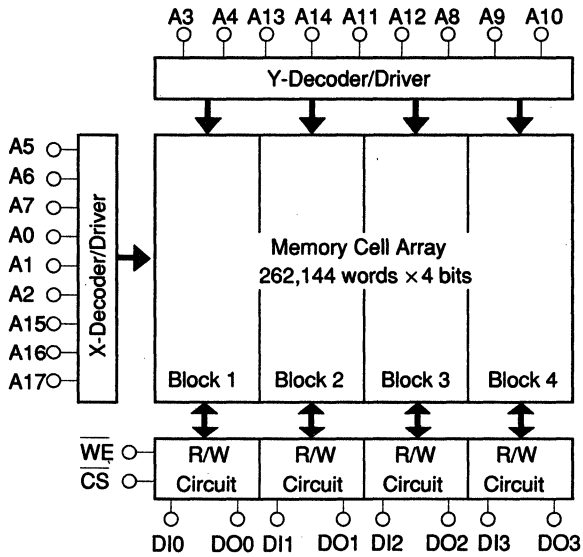 A3 A4 A13 A14 A11 A12 A8 A9 A10
Y-Decoder/Driver
A5
A6
A7
A0
A1
A2
A15
A16
A17
X-Decoder/Driver
Memory Cell Array
262,144 words × 4 bits
Block 1 Block 2 Block 3 Block 4
WE
CS
R/W Circuit
R/W Circuit
R/W Circuit
R/W Circuit
DI0 DO0 DI1 DO1 DI2 DO2 DI3 DO3